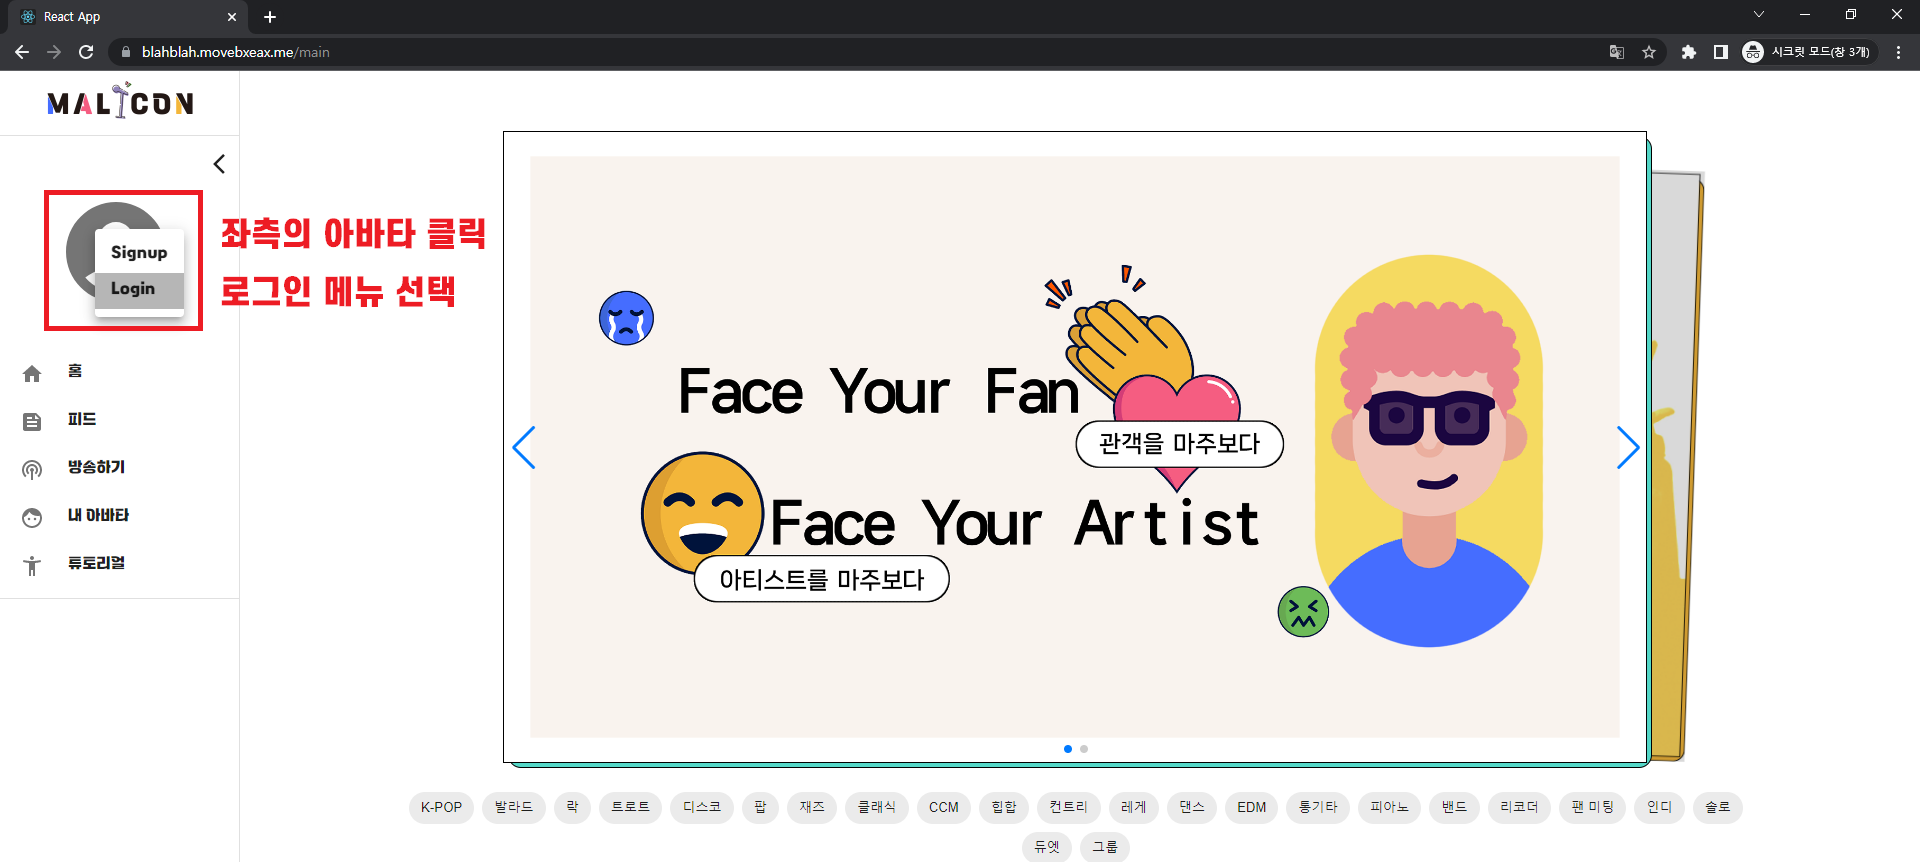 React App
blahblah.movebxeax.me/main
시크릿 모드(창 3개)
MALICON
Signup
Login
좌측의 아바타 클릭
로그인 메뉴 선택
홈
피드
방송하기
내 아바타
튜토리얼
Face Your Fan
관객을 마주보다
Face Your Artist
아티스트를 마주보다
K-POP 발라드 락 트로트 디스코 팝 재즈 클래식 CCM 힙합 컨트리 레게 댄스 EDM 통기타 피아노 밴드 리코더 팬 미팅 인디 솔로
듀엣 그룹